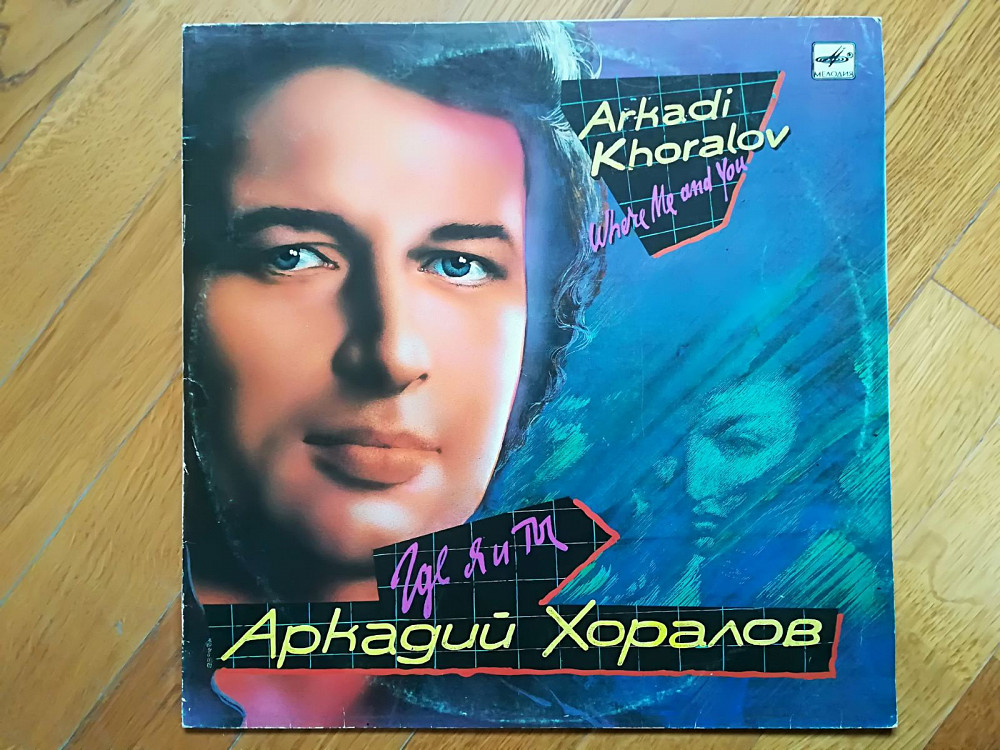 МЕЛОДИЯ
Arkadi
Khoralov
Where Me and You
Где я и ты
Аркадий Хоралов